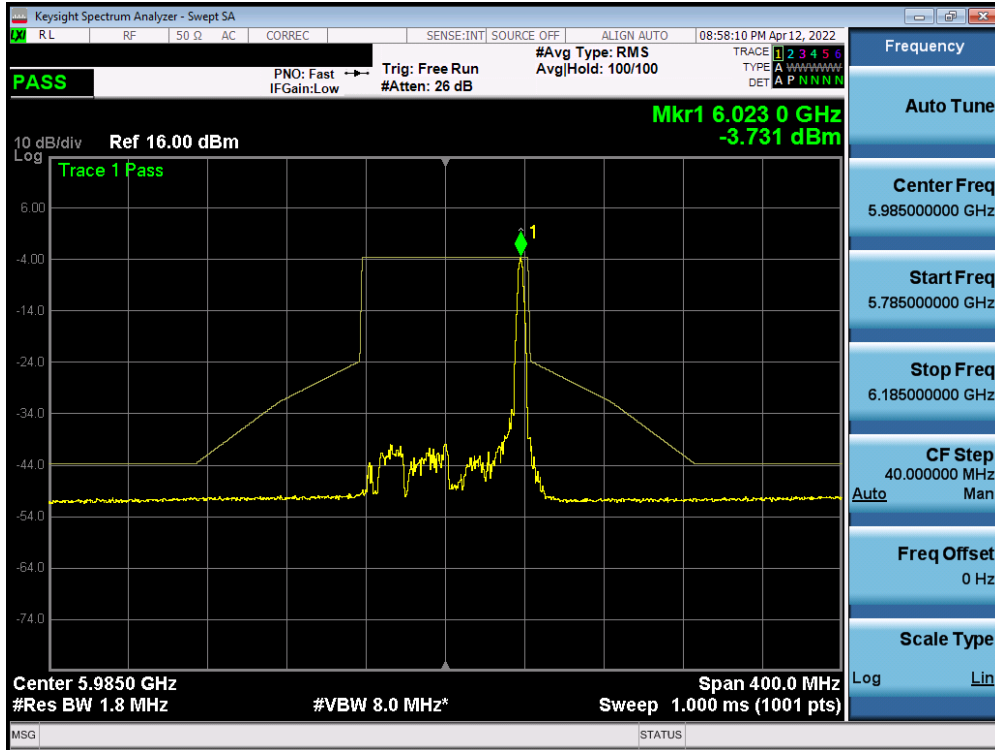 Keysight Spectrum Analyzer - Swept SA
LXI RL RF 50 Ω AC CORREC SENSE:INT SOURCE OFF ALIGN AUTO 08:58:10 PM Apr 12, 2022
PASS
PNO: Fast
IFGain:Low
Trig: Free Run
#Atten: 26 dB
#Avg Type: RMS
Avg|Hold: 100/100
TRACE 1 2 3 4 5 6
TYPE A W W W W W
DET A P N N N N
Mkr1 6.023 0 GHz
-3.731 dBm
10 dB/div Ref 16.00 dBm
Log
Trace 1 Pass
1
6.00
-4.00
-14.0
-24.0
-34.0
-44.0
-54.0
-64.0
-74.0
Center 5.9850 GHz Span 400.0 MHz
#Res BW 1.8 MHz #VBW 8.0 MHz* Sweep 1.000 ms (1001 pts)
MSG STATUS
Frequency
Auto Tune
Center Freq
5.985000000 GHz
Start Freq
5.785000000 GHz
Stop Freq
6.185000000 GHz
CF Step
40.000000 MHz
Auto Man
Freq Offset
0 Hz
Scale Type
Log Lin